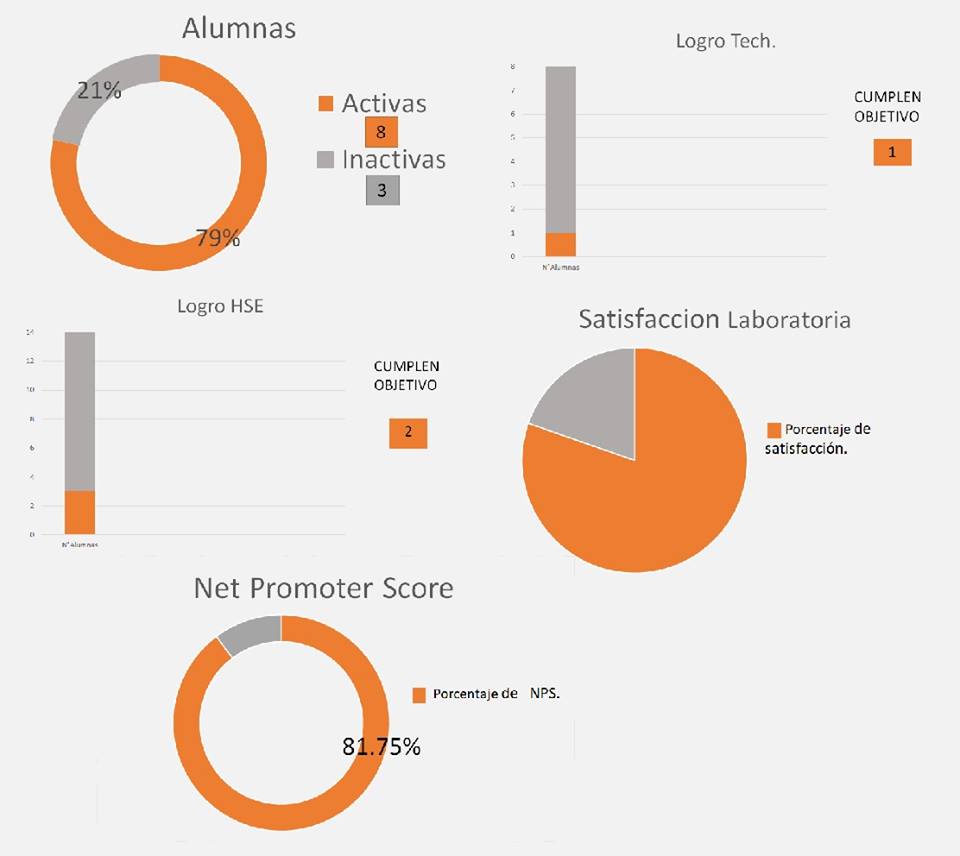 Alumnas
21%
79%
Activas
8
Inactivas
3
Logro Tech.
8
7
6
5
4
3
2
1
0
N° Alumnas
CUMPLEN
OBJETIVO
1
Logro HSE
14
12
10
8
6
4
2
0
N° Alumnas
CUMPLEN
OBJETIVO
2
Satisfaccion Laboratoria
Porcentaje de
satisfacción.
Net Promoter Score
81.75%
Porcentaje de NPS.